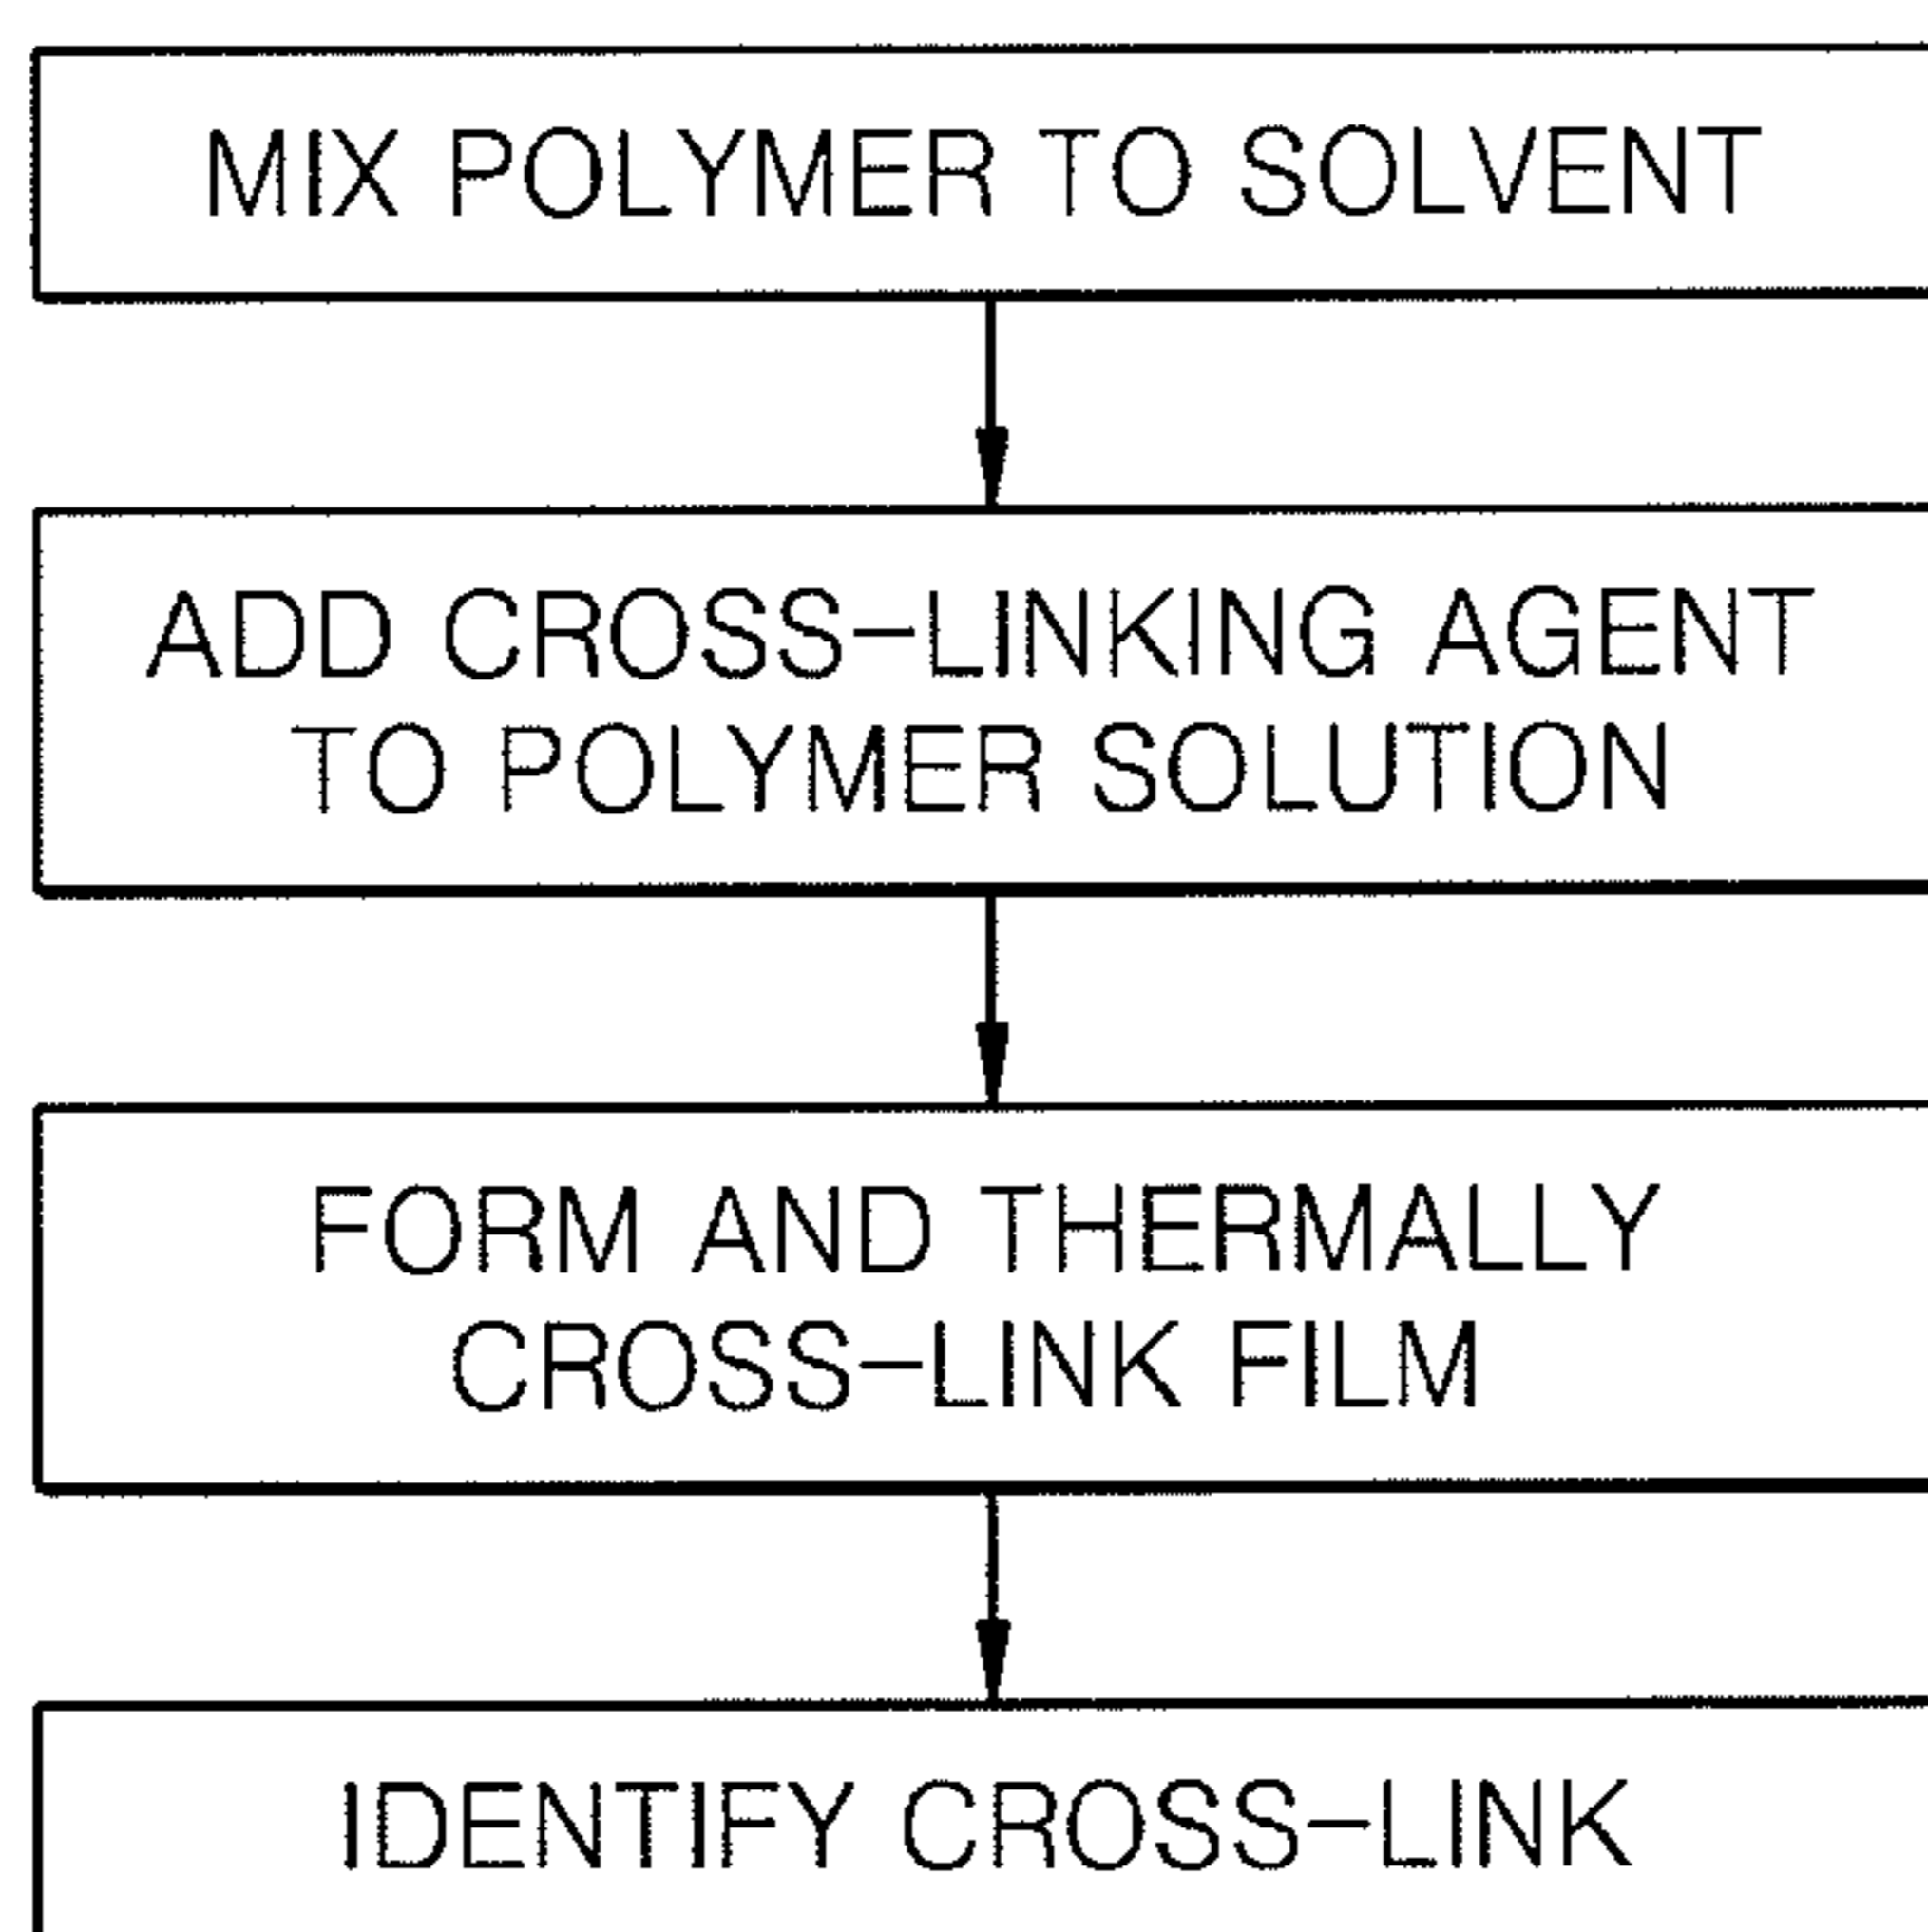 MIX POLYMER TO SOLVENT
ADD CROSS-LINKING AGENT
TO POLYMER SOLUTION
FORM AND THERMALLY
CROSS-LINK FILM
IDENTIFY CROSS-LINK